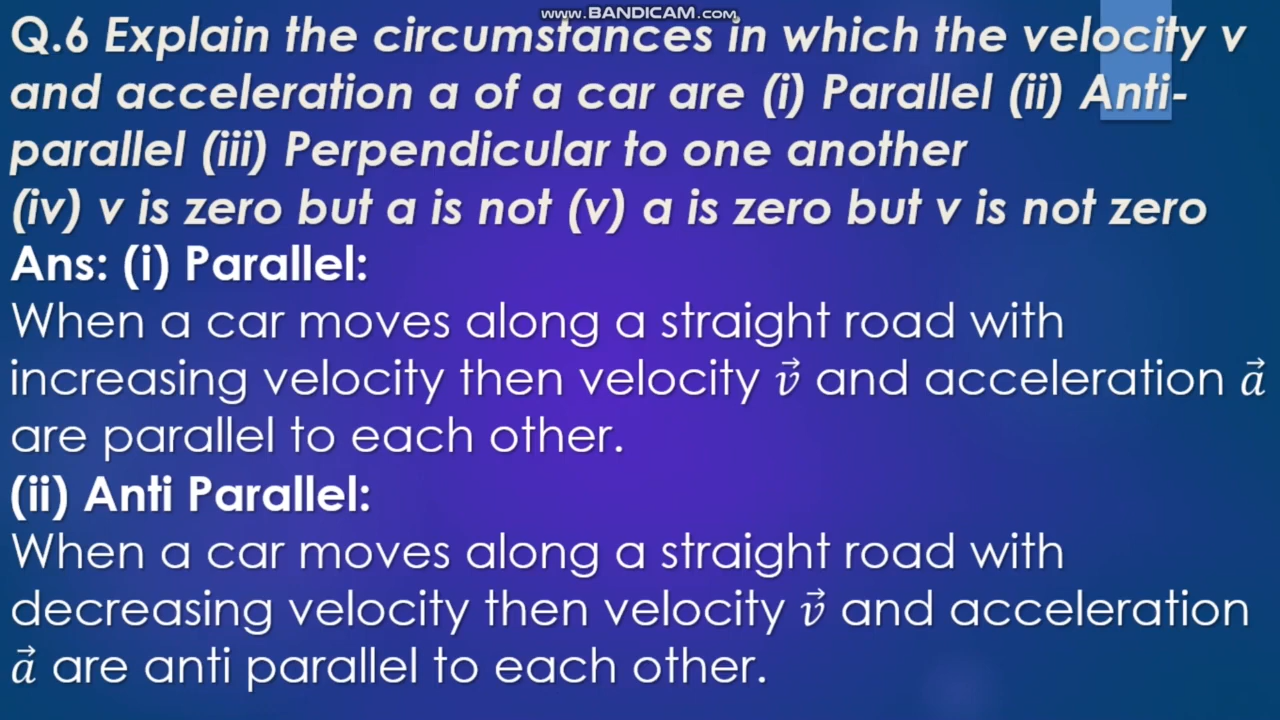 www.BANDICAM.com
Q.6 Explain the circumstances in which the velocity v
and acceleration a of a car are (i) Parallel (ii) Anti-
parallel (iii) Perpendicular to one another
(iv) v is zero but a is not (v) a is zero but v is not zero
Ans: (i) Parallel:
When a car moves along a straight road with
increasing velocity then velocity v⃗ and acceleration a⃗
are parallel to each other.
(ii) Anti Parallel:
When a car moves along a straight road with
decreasing velocity then velocity v⃗ and acceleration
a⃗ are anti parallel to each other.